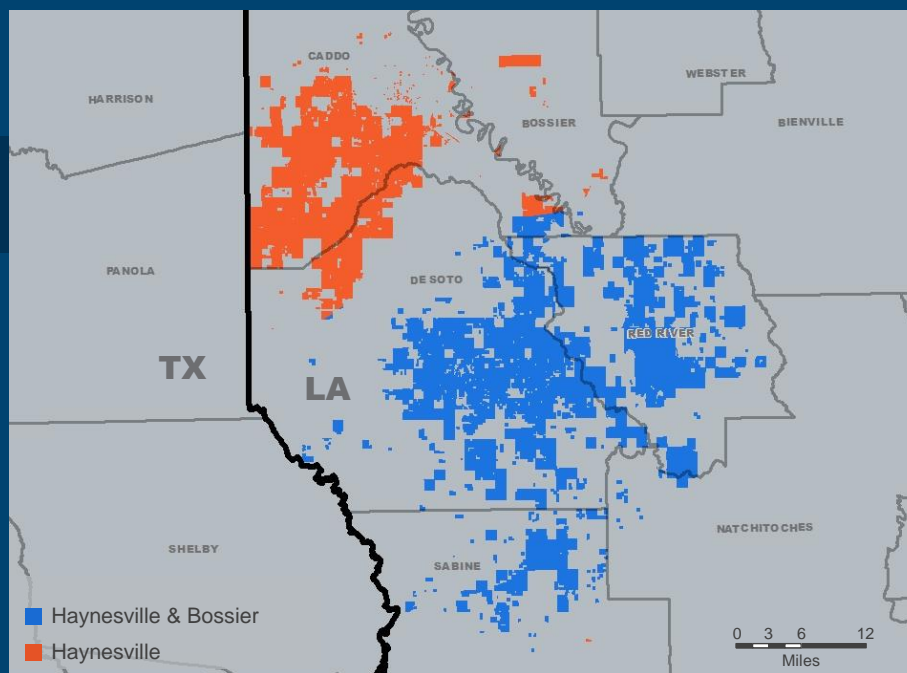 CADDO
HARRISON
WEBSTER
BOSSIER
BIENVILLE
PANOLA
DE SOTO
RED RIVER
TX
LA
NATCHITOCHES
SHELBY
SABINE
Haynesville & Bossier
Haynesville
0 3 6 12
Miles